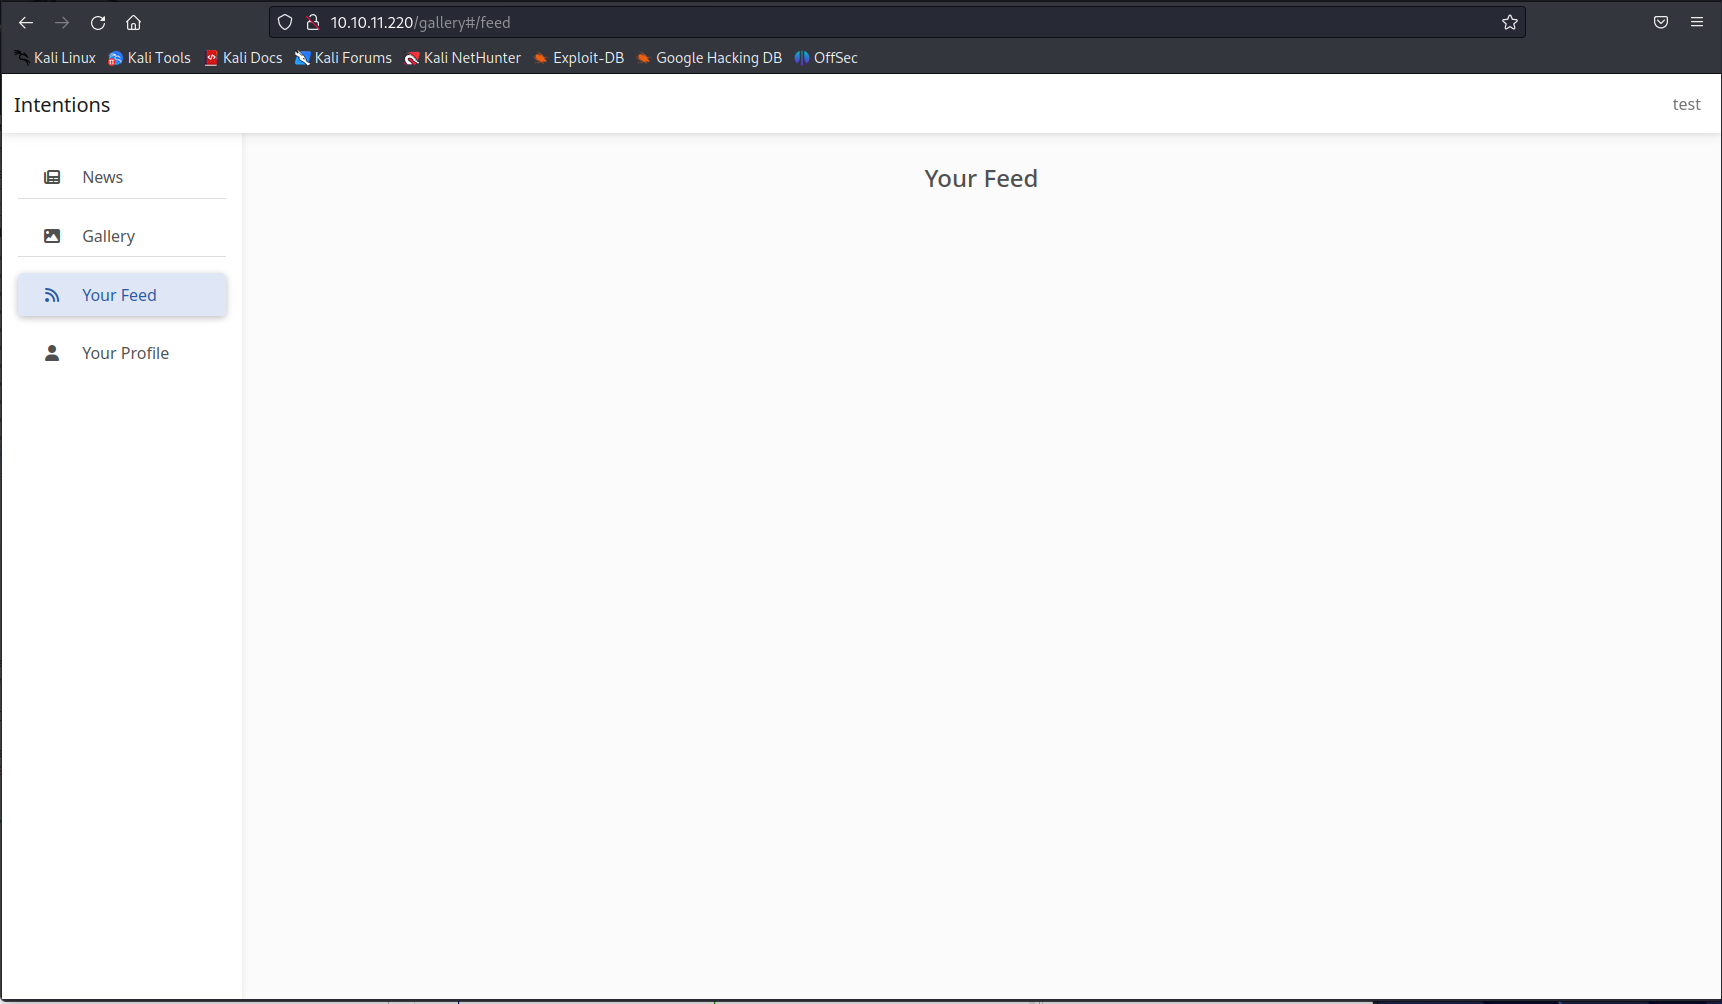 10.10.11.220/gallery#/feed
Kali Linux Kali Tools Kali Docs Kali Forums Kali NetHunter Exploit-DB Google Hacking DB OffSec
Intentions test
News
Gallery
Your Feed
Your Profile
Your Feed